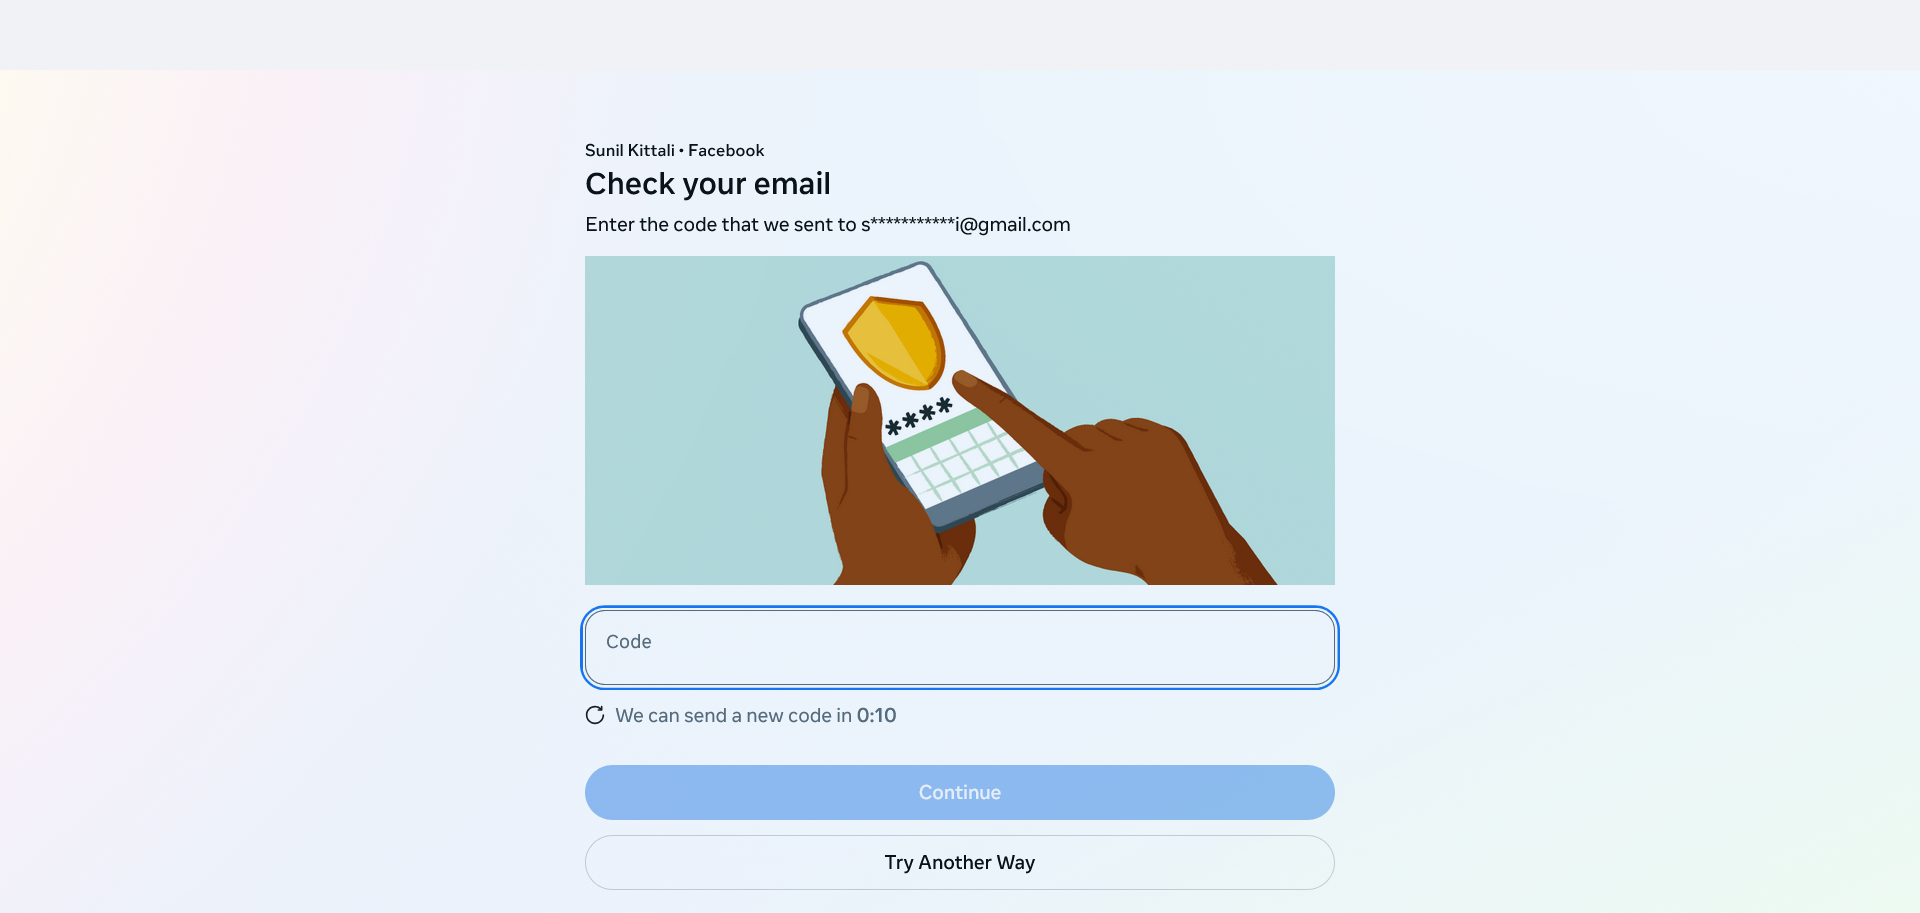 Sunil Kittali • Facebook
Check your email
Enter the code that we sent to s***********i@gmail.com
****
Code
We can send a new code in 0:10
Continue
Try Another Way